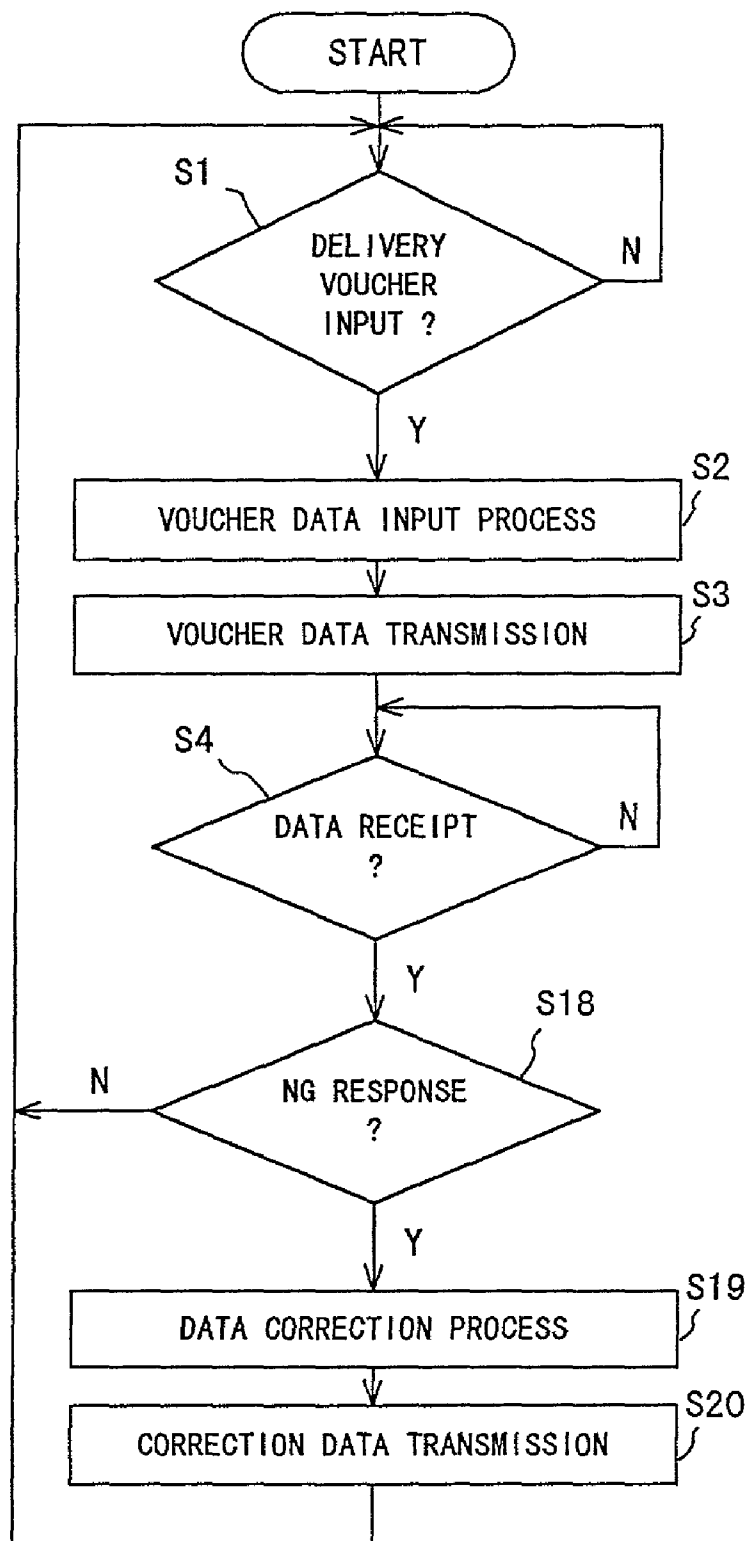 START
S1
DELIVERY
VOUCHER
INPUT ?
N
Y
S2
VOUCHER DATA INPUT PROCESS
S3
VOUCHER DATA TRANSMISSION
S4
DATA RECEIPT
?
N
Y
S18
NG RESPONSE
?
N
Y
S19
DATA CORRECTION PROCESS
S20
CORRECTION DATA TRANSMISSION